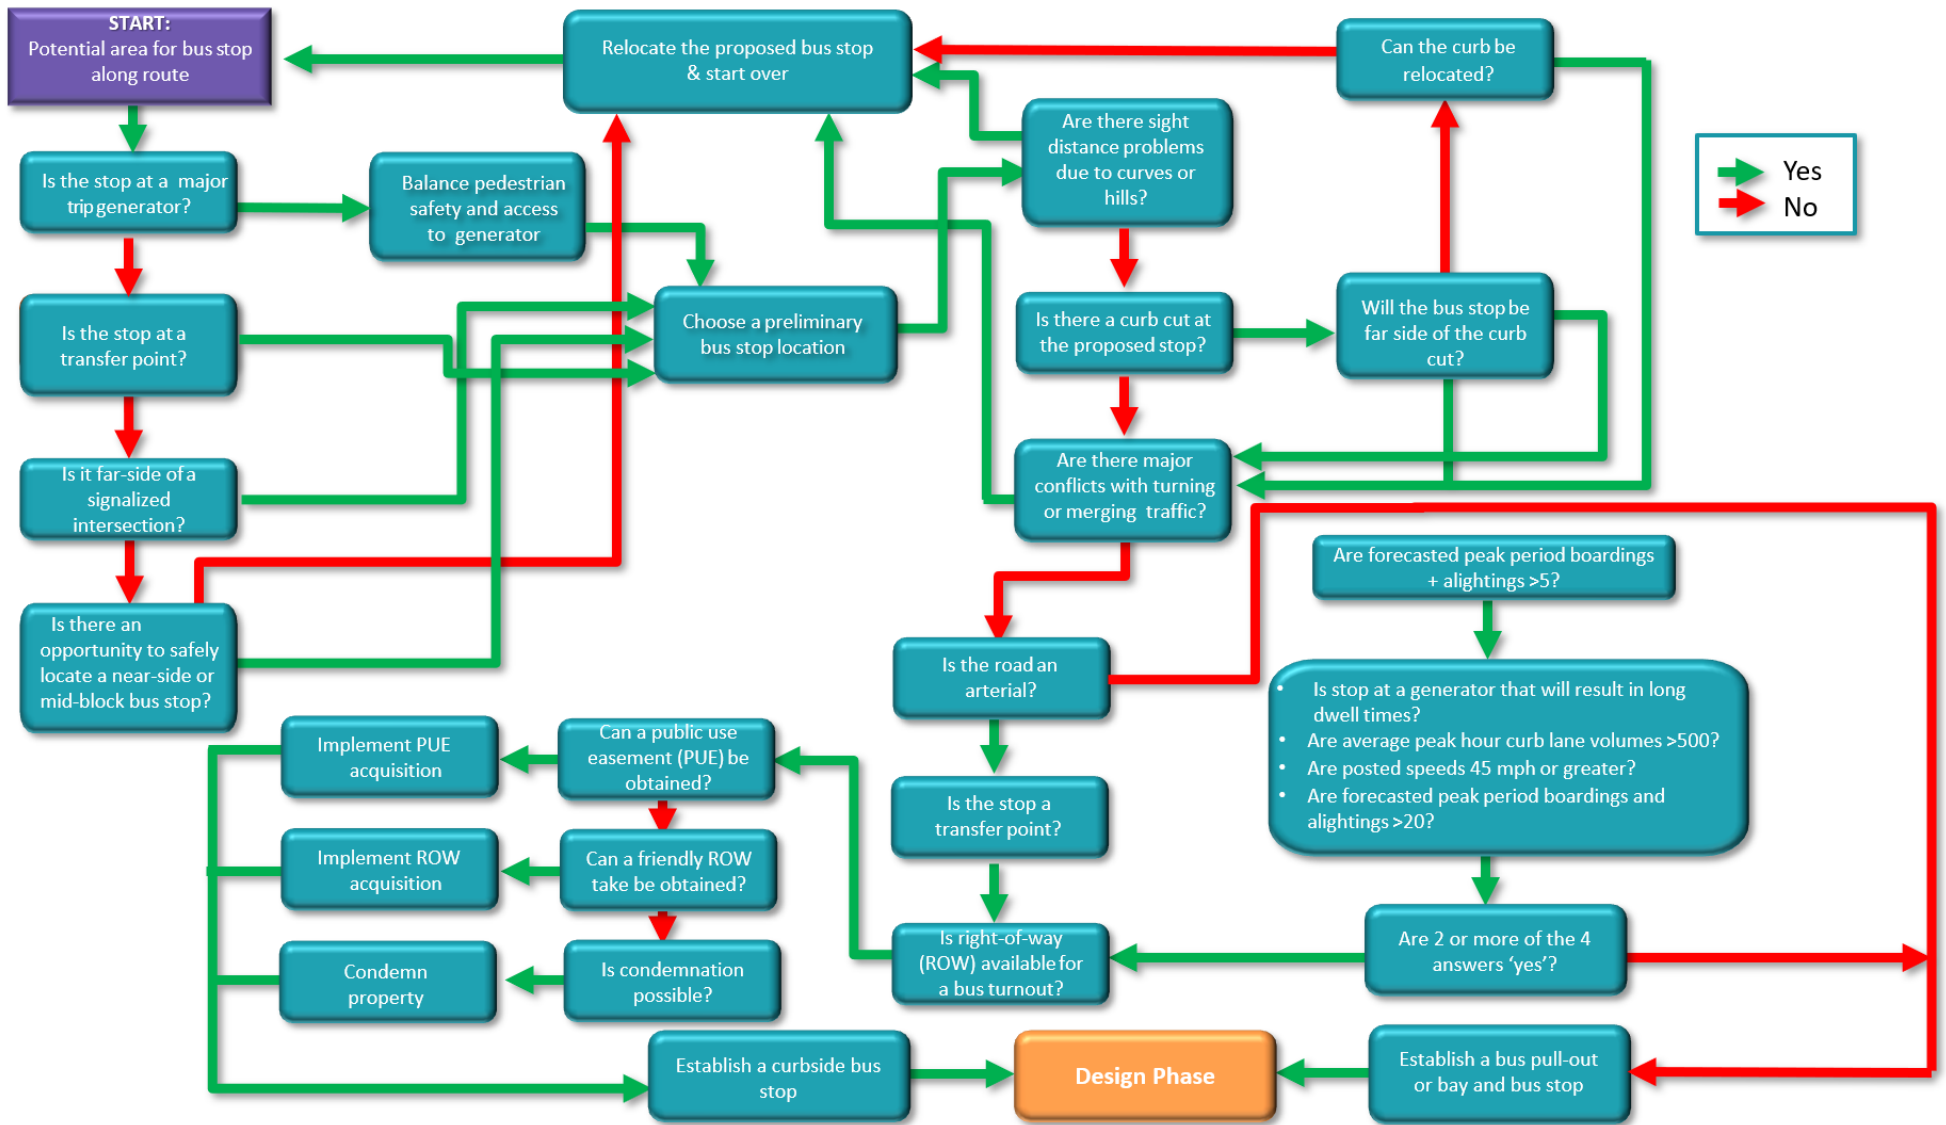 START:
Potential area for bus stop
along route
Relocate the proposed bus stop
& start over
Can the curb be
relocated?
Are there sight
distance problems
due to curves or
hills?
Yes
No
Is the stop at a major
trip generator?
Balance pedestrian
safety and access
to generator
Is the stop at a
transfer point?
Choose a preliminary
bus stop location
Is there a curb cut at
the proposed stop?
Will the bus stop be
far side of the curb
cut?
Is it far-side of a
signalized
intersection?
Are there major
conflicts with turning
or merging traffic?
Are forecasted peak period boardings
+ alightings >5?
Is there an
opportunity to safely
locate a near-side or
mid-block bus stop?
Is the road an
arterial?
• Is stop at a generator that will result in long
dwell times?
• Are average peak hour curb lane volumes >500?
• Are posted speeds 45 mph or greater?
• Are forecasted peak period boardings and
alightings >20?
Implement PUE
acquisition
Can a public use
easement (PUE) be
obtained?
Is the stop a
transfer point?
Implement ROW
acquisition
Can a friendly ROW
take be obtained?
Condemn
property
Is condemnation
possible?
Is right-of-way
(ROW) available for
a bus turnout?
Are 2 or more of the 4
answers ‘yes’?
Establish a curbside bus
stop
Design Phase
Establish a bus pull-out
or bay and bus stop